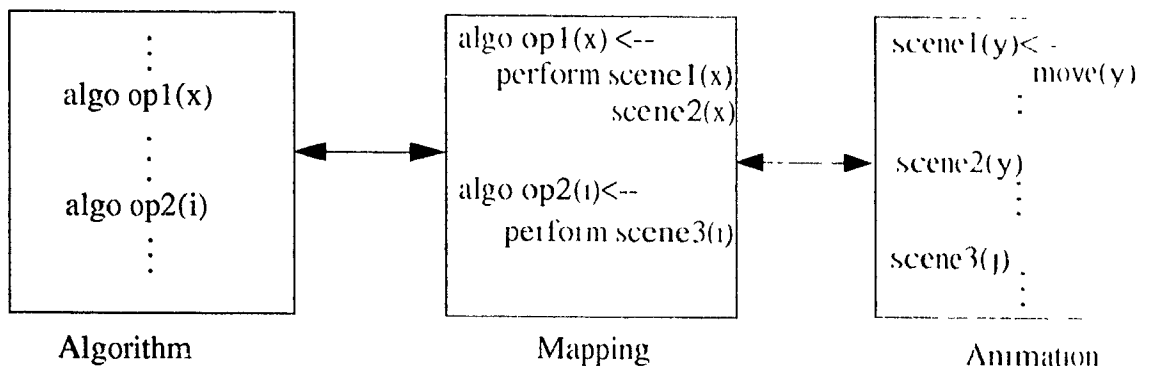 algo op1(x)
algo op2(i)
Algorithm
algo op1(x) <--
perform scene1(x)
scene2(x)
algo op2(i)<--
perform scene3(i)
Mapping
scene1(y)< -
move(y)
scene2(y)
scene3(j)
Animation